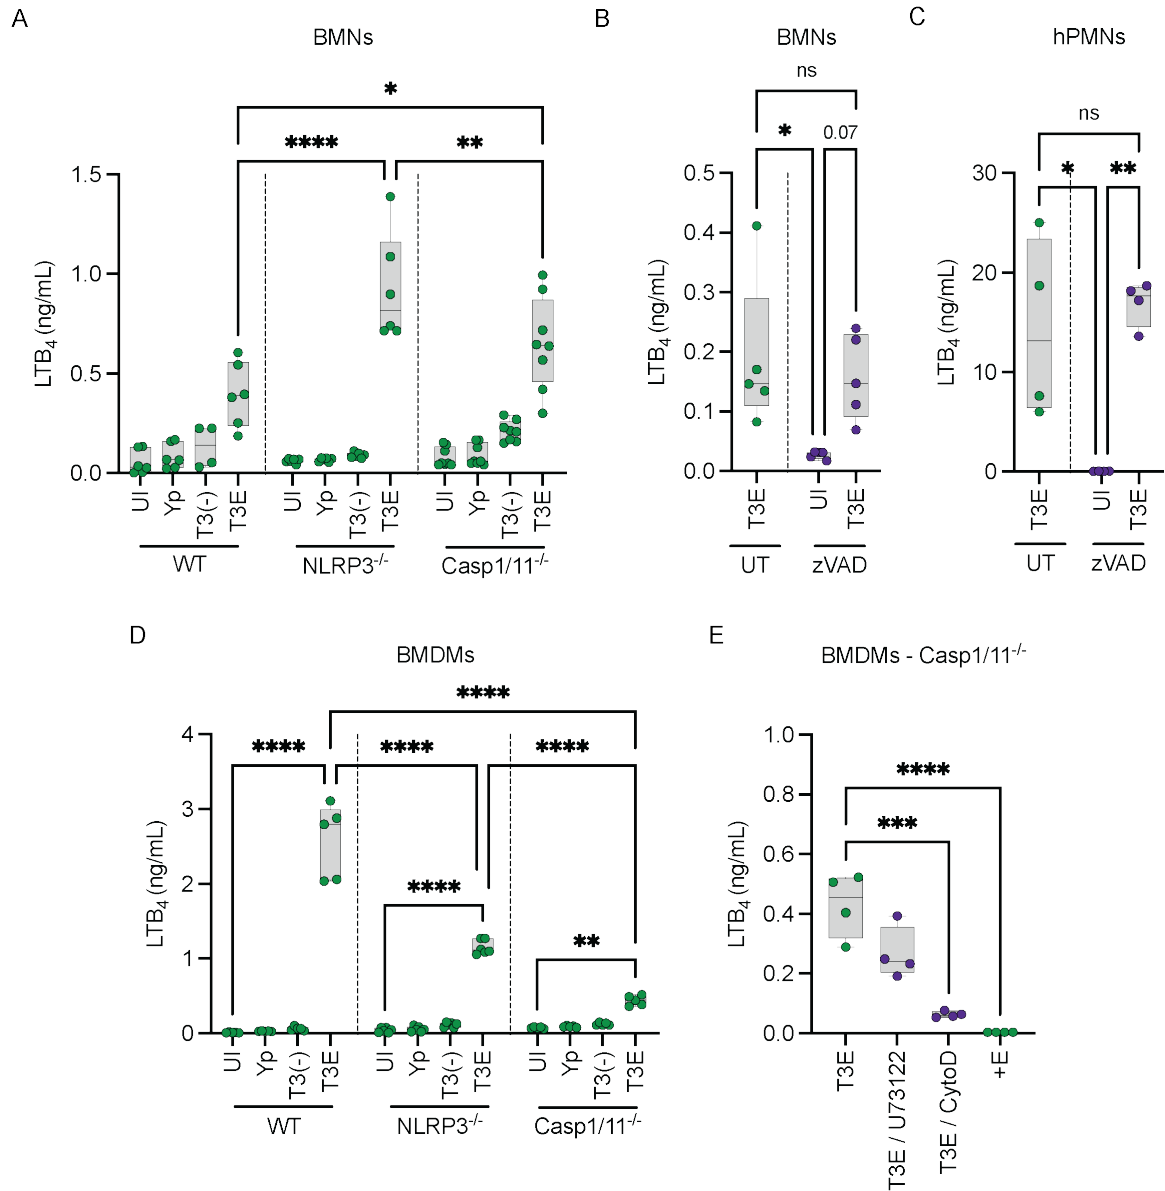 A
BMNs
*
****
**
LTB4 (ng/mL)
1.5
1.0
0.5
0.0
UI
Yp
T3(-)
T3E
UI
Yp
T3(-)
T3E
UI
Yp
T3(-)
T3E
WT
NLRP3-/-
Casp1/11-/-
B
BMNs
ns
*
0.07
LTB4 (ng/mL)
0.5
0.4
0.3
0.2
0.1
0.0
T3E
UI
T3E
UT
zVAD
C
hPMNs
ns
*
**
LTB4 (ng/mL)
30
20
10
0
T3E
UI
T3E
UT
zVAD
D
BMDMs
****
****
****
****
****
**
LTB4 (ng/mL)
4
3
2
1
0
UI
Yp
T3(-)
T3E
UI
Yp
T3(-)
T3E
UI
Yp
T3(-)
T3E
WT
NLRP3-/-
Casp1/11-/-
E
BMDMs - Casp1/11-/-
****
***
LTB4 (ng/mL)
1.0
0.8
0.6
0.4
0.2
0.0
T3E
T3E / U73122
T3E / CytoD
+E